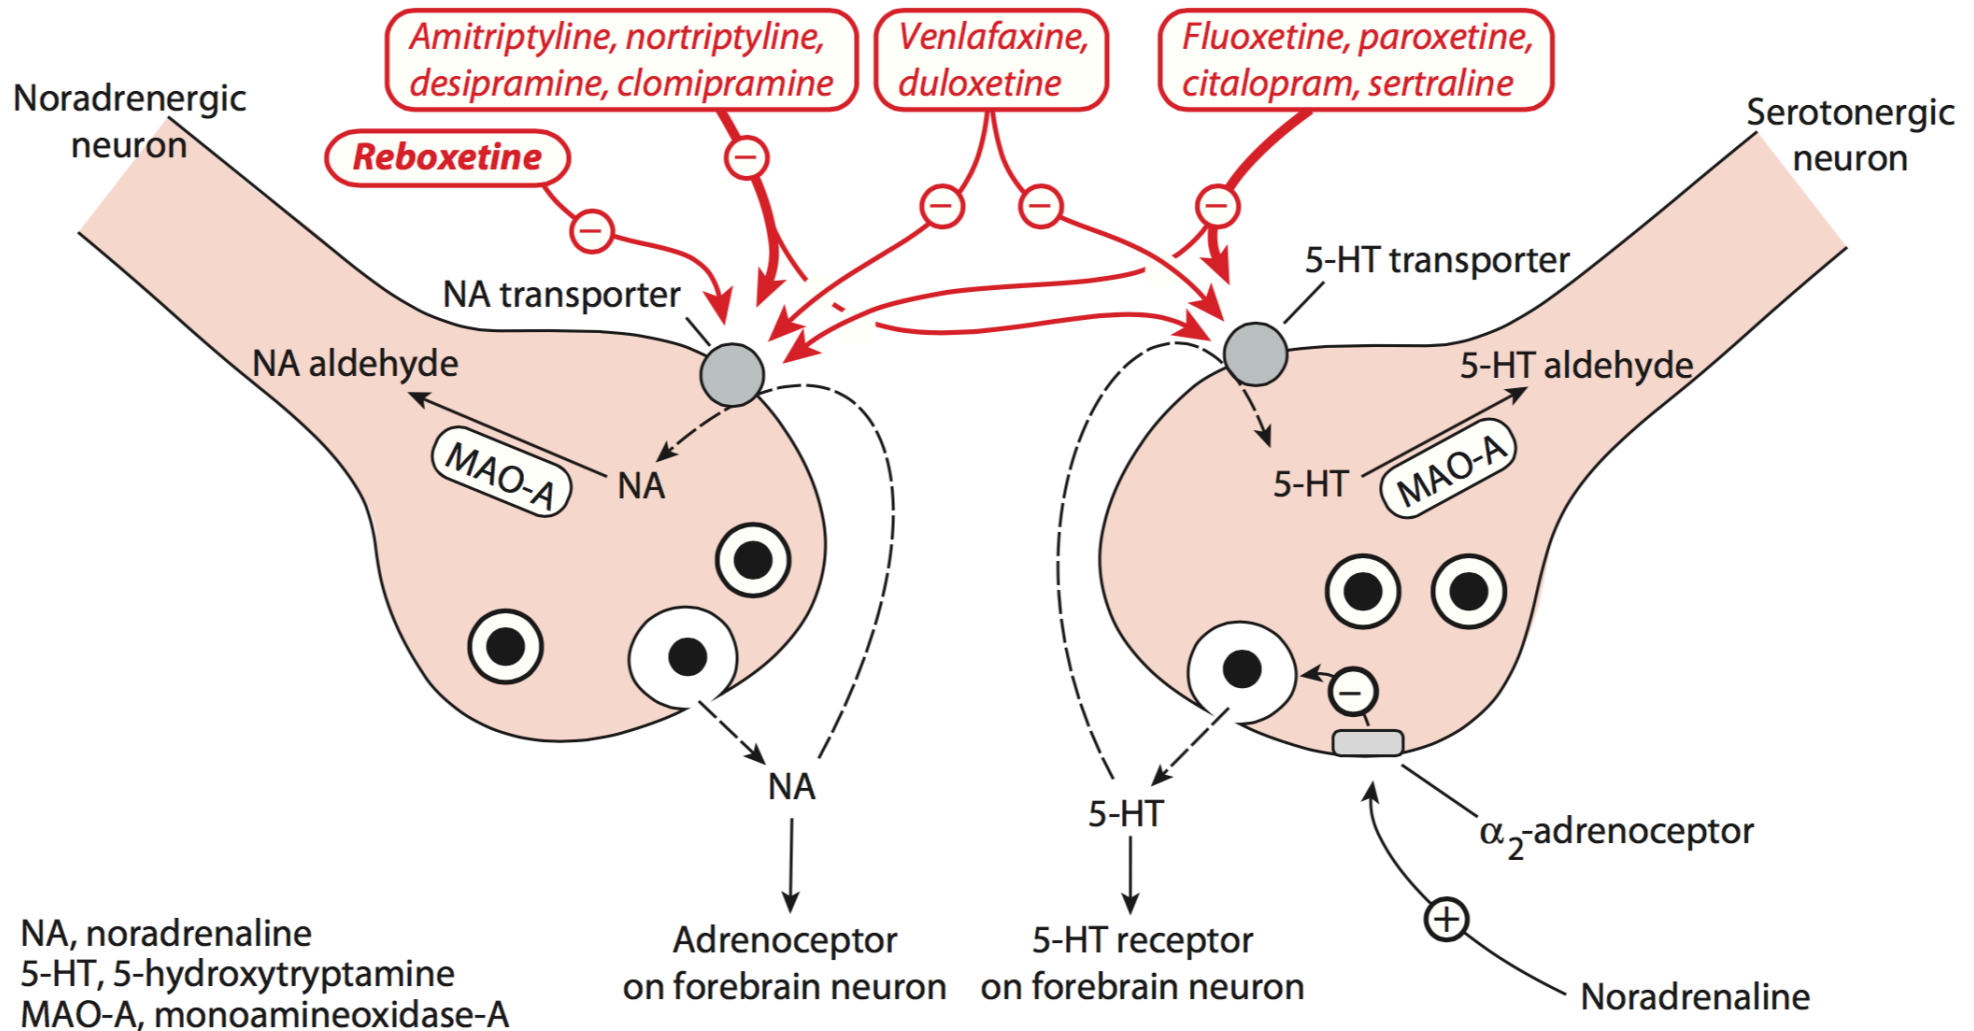 Amitriptyline, nortriptyline,
desipramine, clomipramine
Venlafaxine,
duloxetine
Fluoxetine, paroxetine,
citalopram, sertraline
Noradrenergic
neuron
Reboxetine
Serotonergic
neuron
−
−
−
−
−
NA transporter
5-HT transporter
NA aldehyde
5-HT aldehyde
MAO-A
NA
5-HT
MAO-A
−
NA
5-HT
α2-adrenoceptor
+
Adrenoceptor
on forebrain neuron
5-HT receptor
on forebrain neuron
Noradrenaline
NA, noradrenaline
5-HT, 5-hydroxytryptamine
MAO-A, monoamineoxidase-A